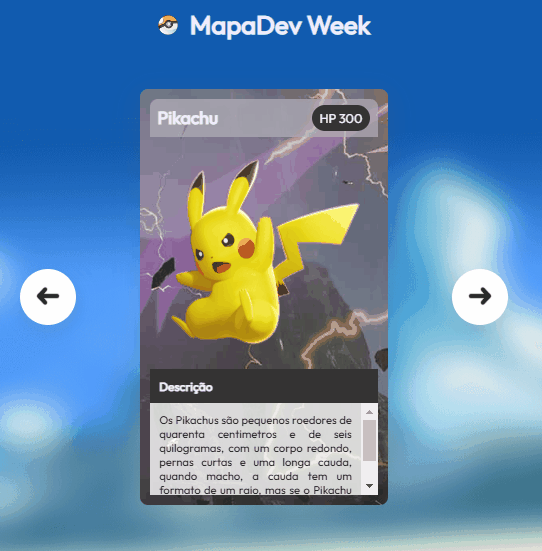 MapaDev Week
Pikachu
HP 300
Descrição
Os Pikachus são pequenos roedores de
quarenta centimetros e de seis
quilogramas, com um corpo redondo,
pernas curtas e uma longa cauda,
quando macho, a cauda tem um
formato de um raio, mas se o Pikachu